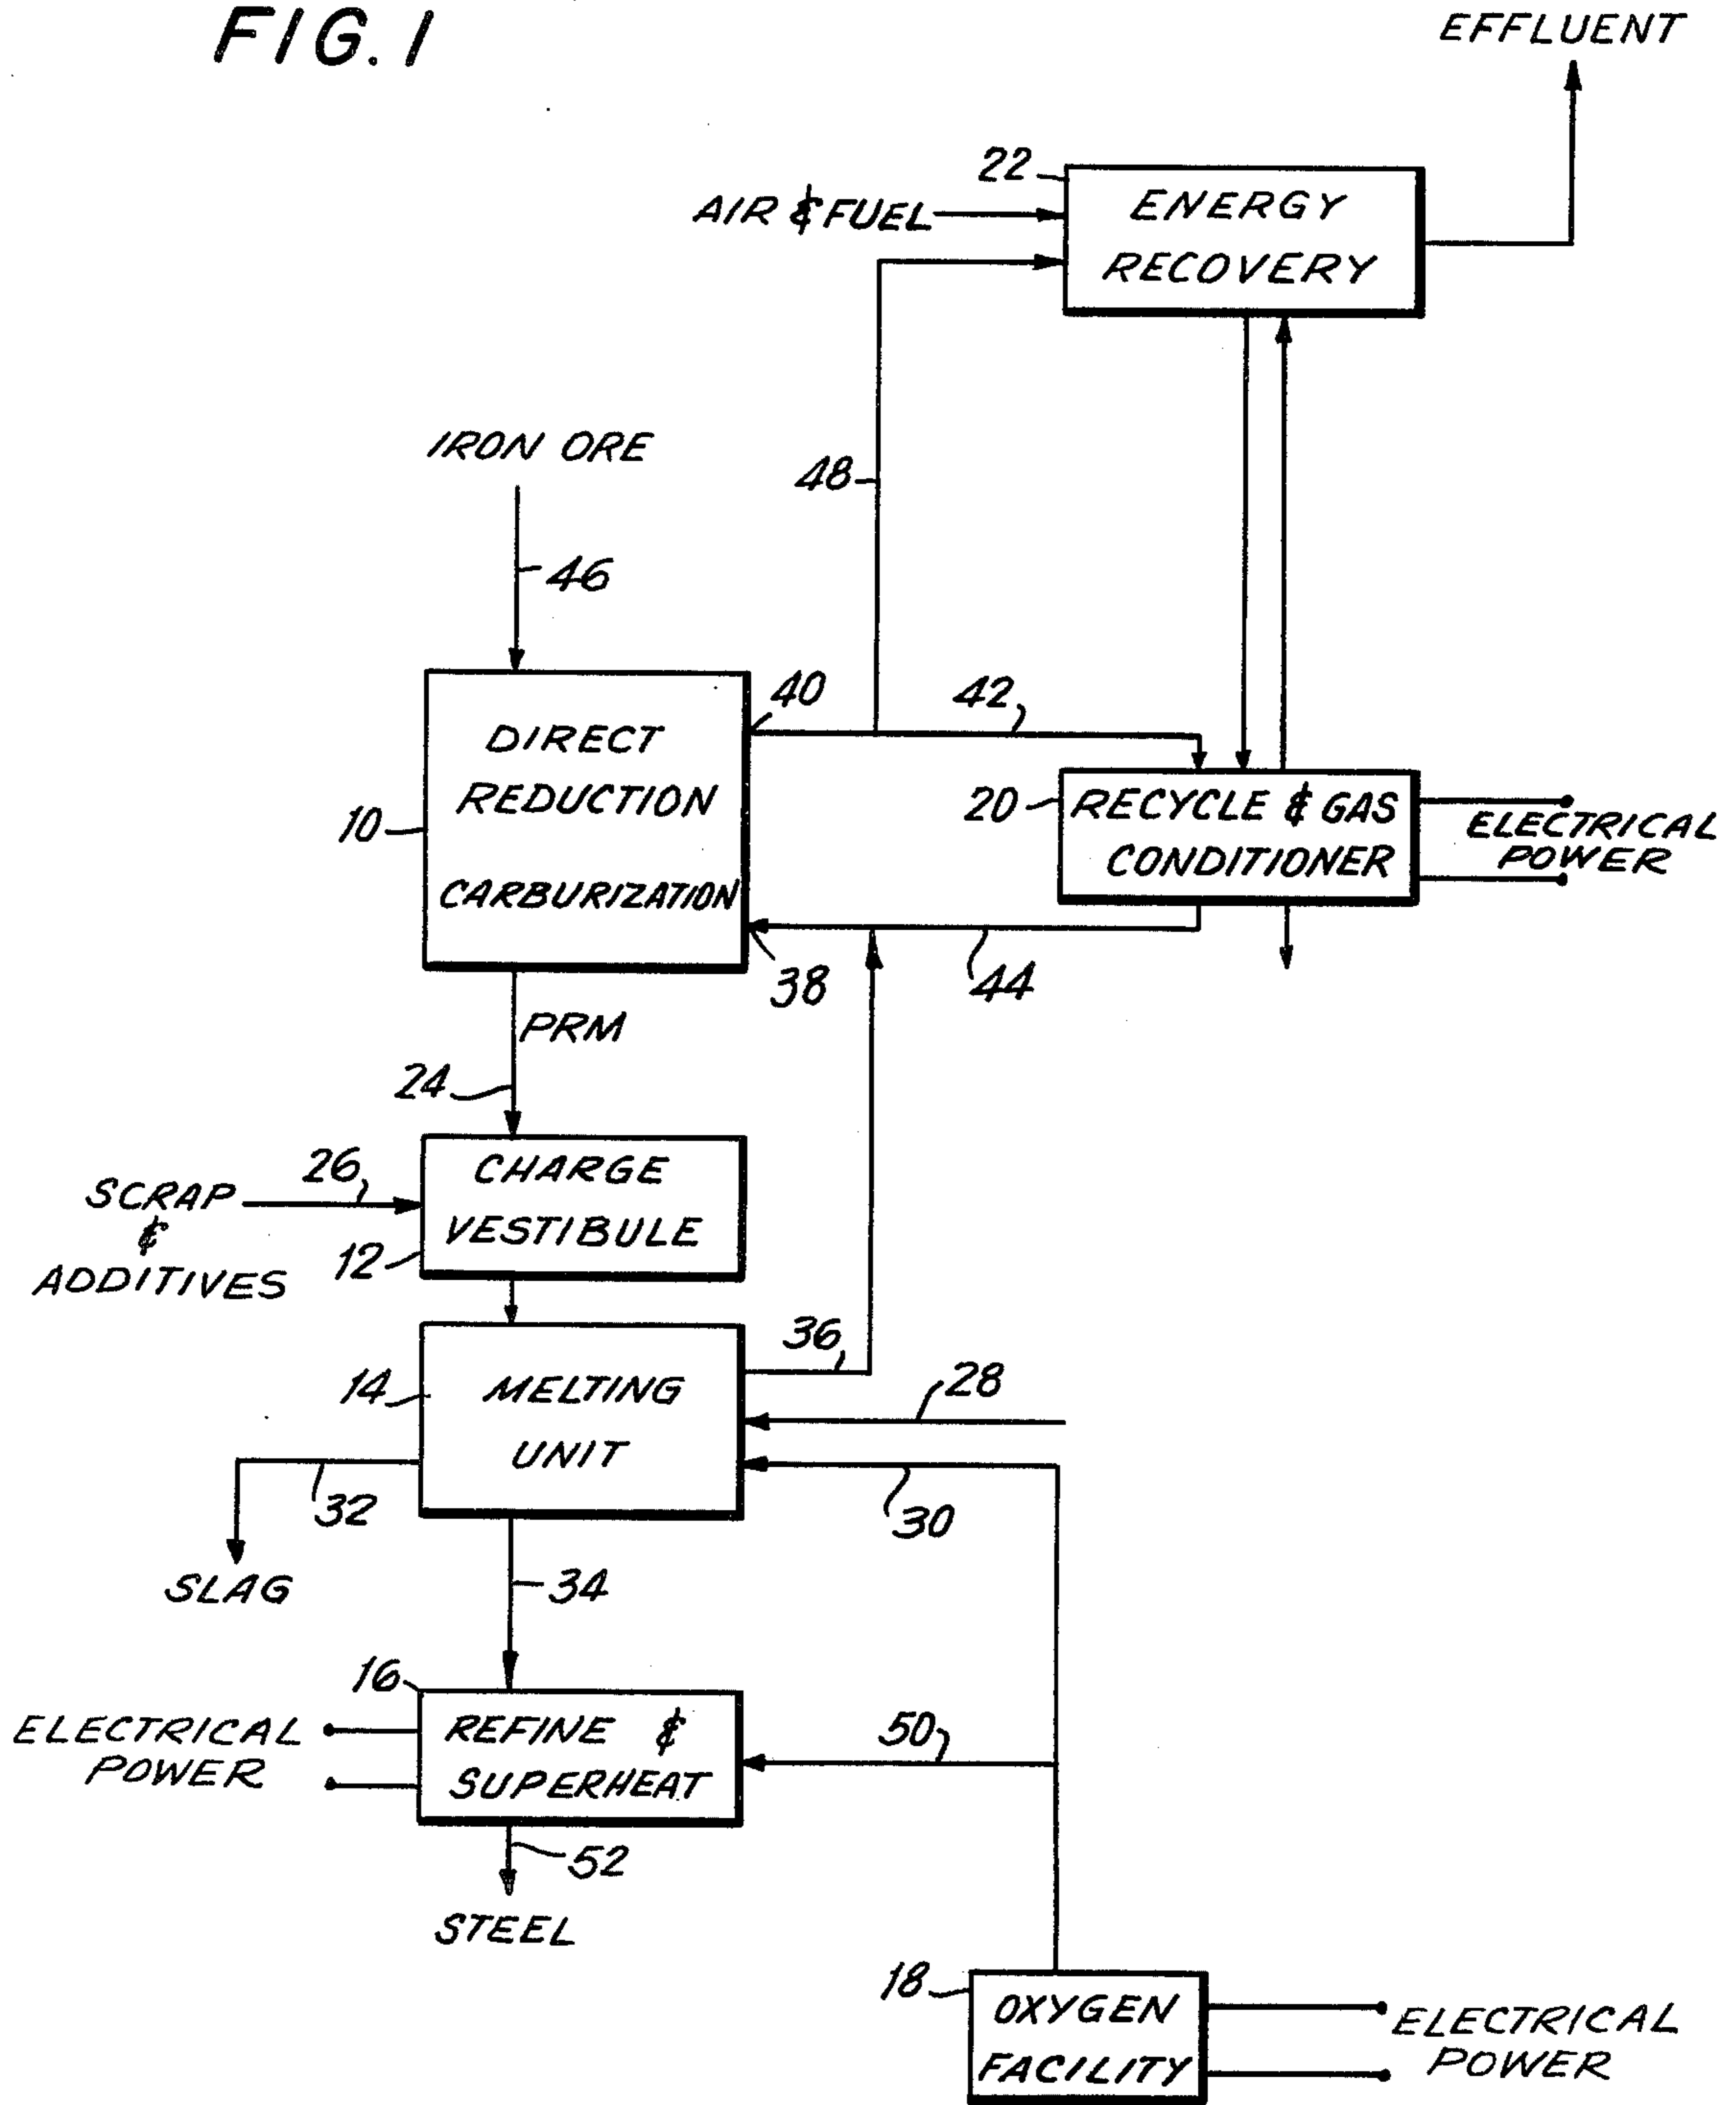 FIG. 1
EFFLUENT
22
AIR & FUEL
ENERGY
RECOVERY
IRON ORE
48
46
40
42
DIRECT
REDUCTION
CARBURIZATION
10
20
RECYCLE & GAS
CONDITIONER
ELECTRICAL
POWER
38
44
PRM
24
26
SCRAP
&
ADDITIVES
CHARGE
VESTIBULE
12
36
14
MELTING
UNIT
28
30
32
SLAG
34
16
ELECTRICAL
POWER
REFINE &
SUPERHEAT
50
52
STEEL
18
OXYGEN
FACILITY
ELECTRICAL
POWER